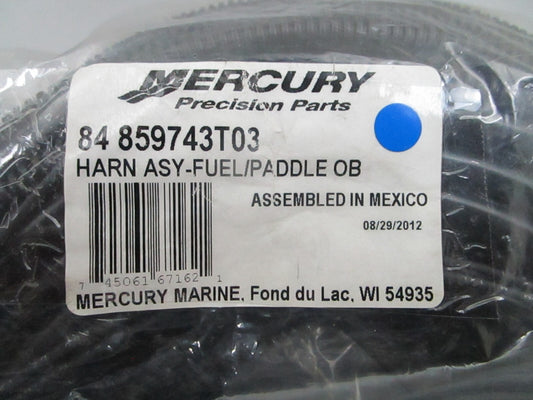 MERCURY
Precision Parts
84 859743T03
HARN ASY-FUEL/PADDLE OB
ASSEMBLED IN MEXICO
08/29/2012
7 45061 67162 1
MERCURY MARINE, Fond du Lac, WI 54935